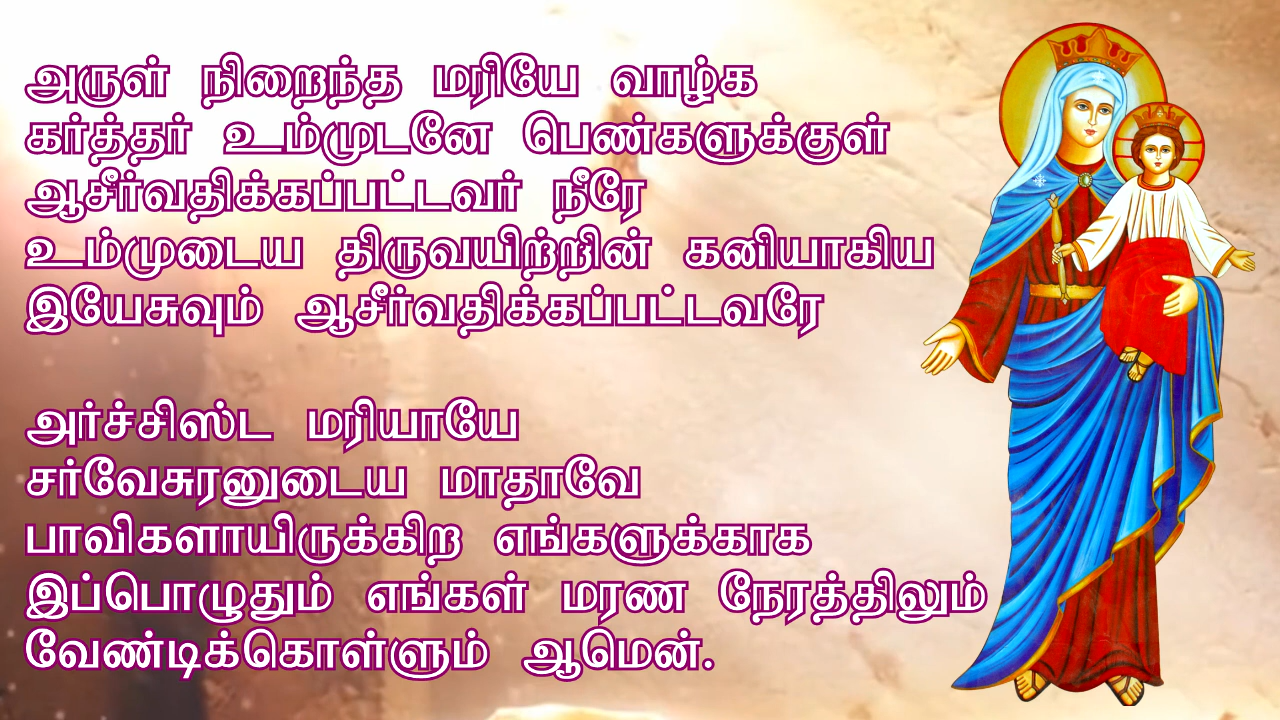 அருள் நிறைந்த மரியே வாழ்க
கர்த்தர் உம்முடனே பெண்களுக்குள்
ஆசீர்வதிக்கப்பட்டவர் நீரே
உம்முடைய திருவயிற்றின் கனியாகிய
இயேசுவும் ஆசீர்வதிக்கப்பட்டவரே
அர்ச்சிஸ்ட மரியாயே
சர்வேசுரனுடைய மாதாவே
பாவிகளாயிருக்கிற எங்களுக்காக
இப்பொழுதும் எங்கள் மரண நேரத்திலும்
வேண்டிக்கொள்ளும் ஆமென்.